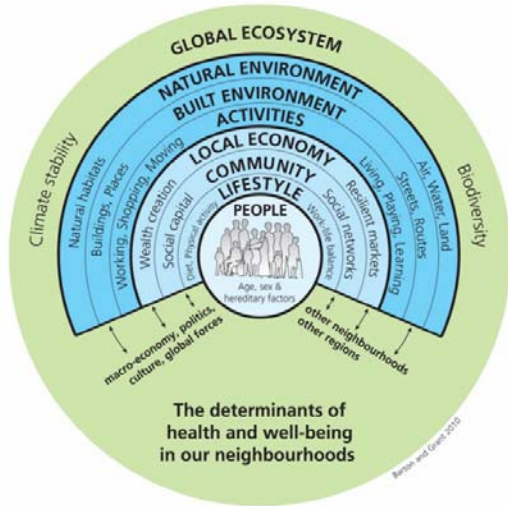 GLOBAL ECOSYSTEM
NATURAL ENVIRONMENT
BUILT ENVIRONMENT
ACTIVITIES
LOCAL ECONOMY
COMMUNITY
LIFESTYLE
PEOPLE
Age, sex &
hereditary factors
Climate stability
Natural habitats
Buildings, Places
Working, Shopping, Moving
Wealth creation
Social capital
Diet, Physical activity
Work-life balance
Social networks
Resilient markets
Living, Playing, Learning
Streets, Routes
Air, Water, Land
Biodiversity
macro-economy, politics,
culture, global forces
other neighbourhoods
other regions
The determinants of
health and well-being
in our neighbourhoods
Barton and Grant 2010